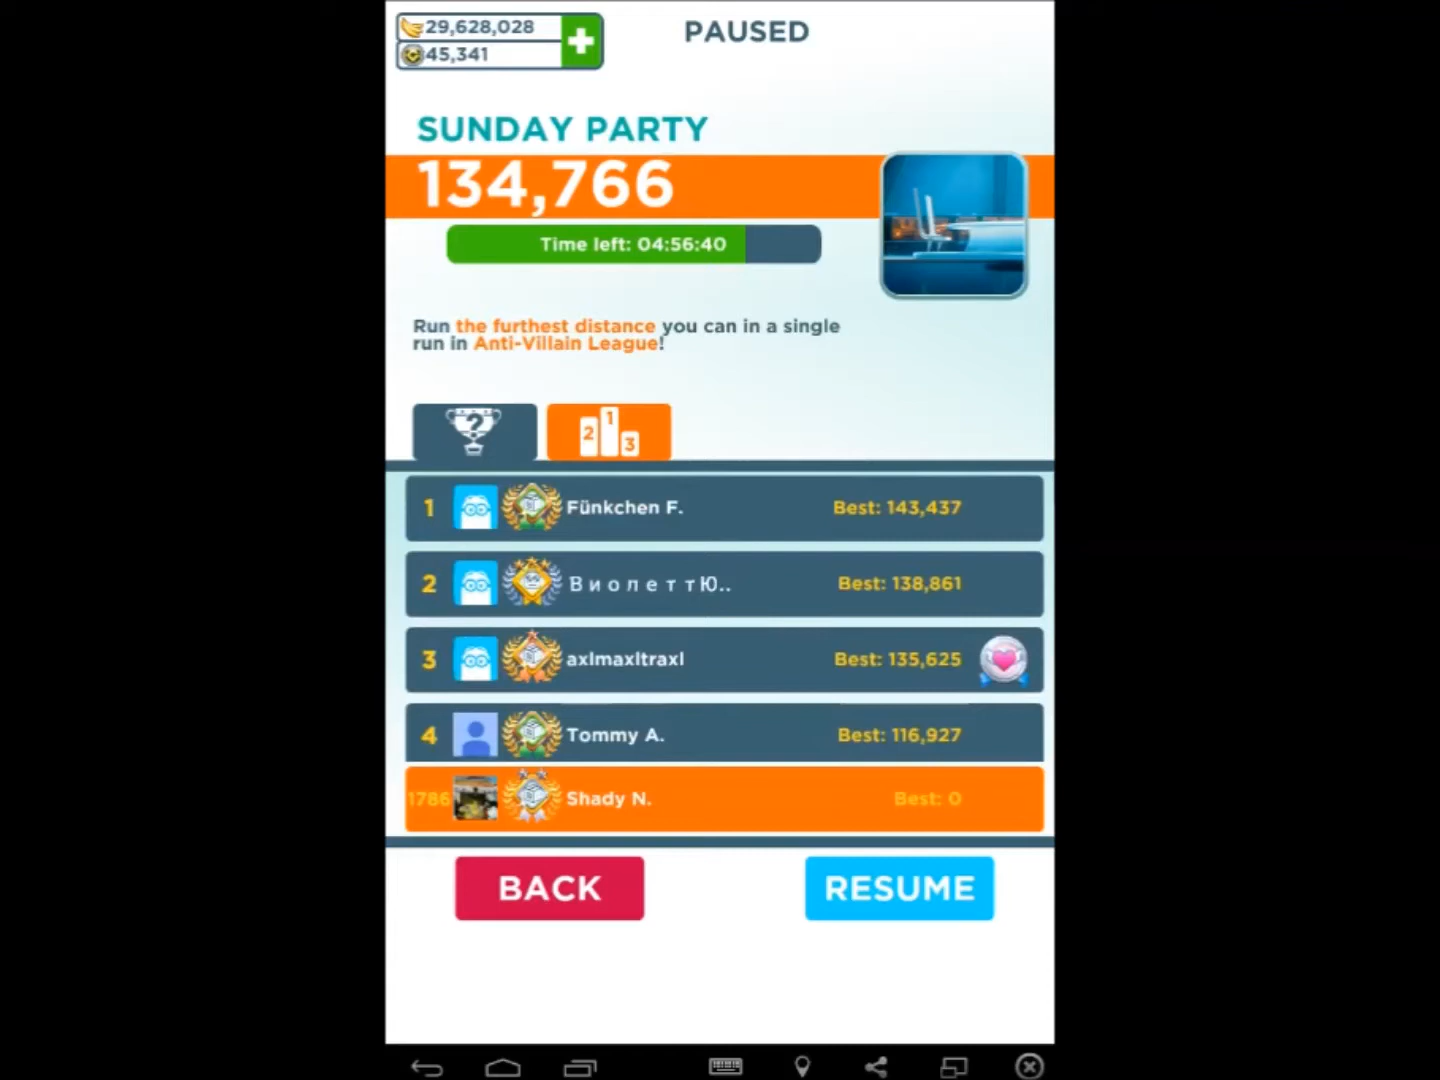 29,628,028
PAUSED
45,341
SUNDAY PARTY
134,766
Time left: 04:56:40
Run the furthest distance you can in a single
run in Anti-Villain League!
?
2 1 3
1 Fünkchen F. Best: 143,437
2 В и о л е т т Ю.. Best: 138,861
3 axlmaxltraxl Best: 135,625
4 Tommy A. Best: 116,927
1786 Shady N. Best: 0
BACK
RESUME